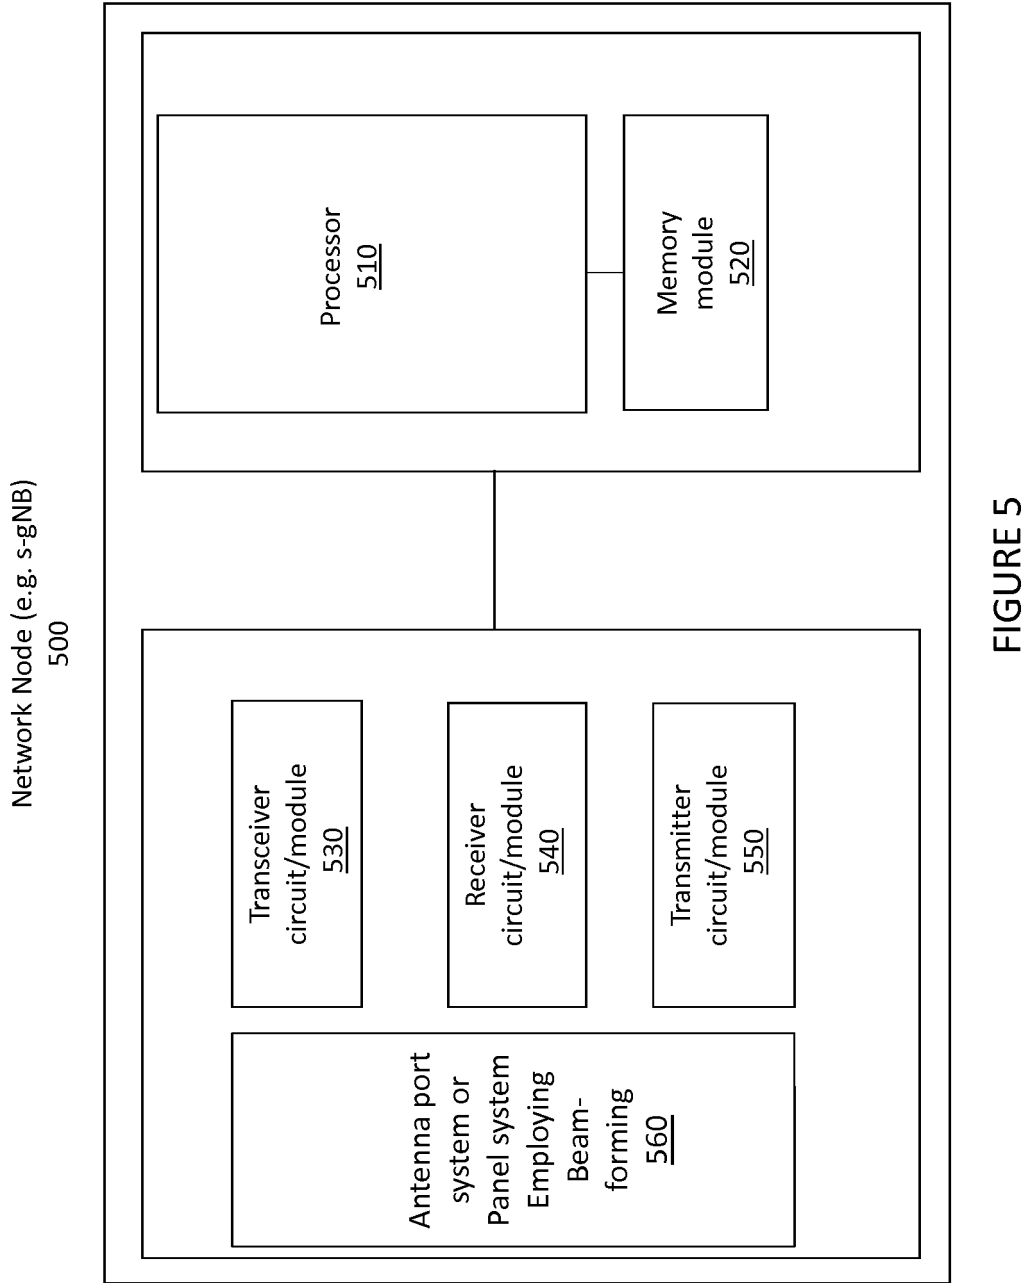 Network Node (e.g. s-gNB)
500
Antenna port
system or
Panel system
Employing
Beam-
forming
560
Transceiver
circuit/module
530
Receiver
circuit/module
540
Transmitter
circuit/module
550
Processor
510
Memory
module
520
FIGURE 5